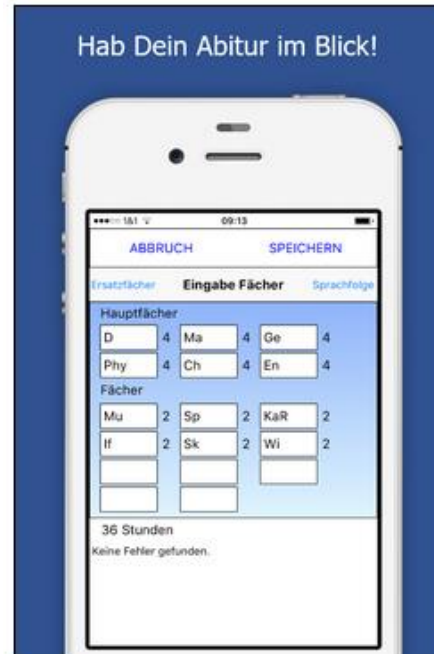 Hab Dein Abitur im Blick!
1&1 09:13
ABBRUCH SPEICHERN
Ersatzfächer Eingabe Fächer Sprachfolge
Hauptfächer
D 4 Ma 4 Ge 4
Phy 4 Ch 4 En 4
Fächer
Mu 2 Sp 2 KaR 2
If 2 Sk 2 Wi 2
36 Stunden
Keine Fehler gefunden.